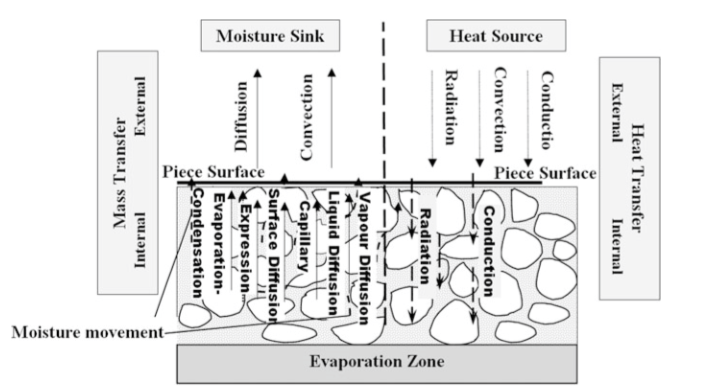 Moisture Sink
Heat Source
Mass Transfer
External
Internal
Diffusion
Convection
Radiation
Convection
Conductio
External
Internal
Heat Transfer
Piece Surface
Piece Surface
Condensation
Evaporation-
Expression
Surface Diffusion
Capillary
Liquid Diffusion
Vapour Diffusion
Radiation
Conduction
Moisture movement
Evaporation Zone